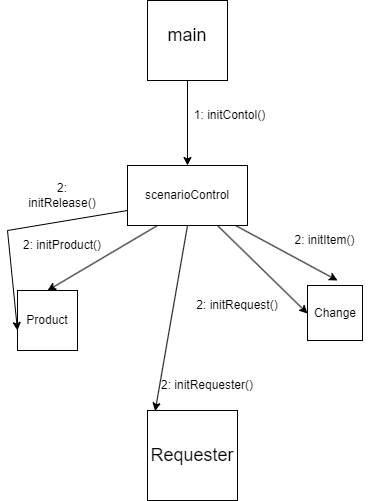 main
1: initContol()
scenarioControl
2:
initRelease()
2: initProduct()
2: initItem()
2: initRequest()
Product
Change
2: initRequester()
Requester